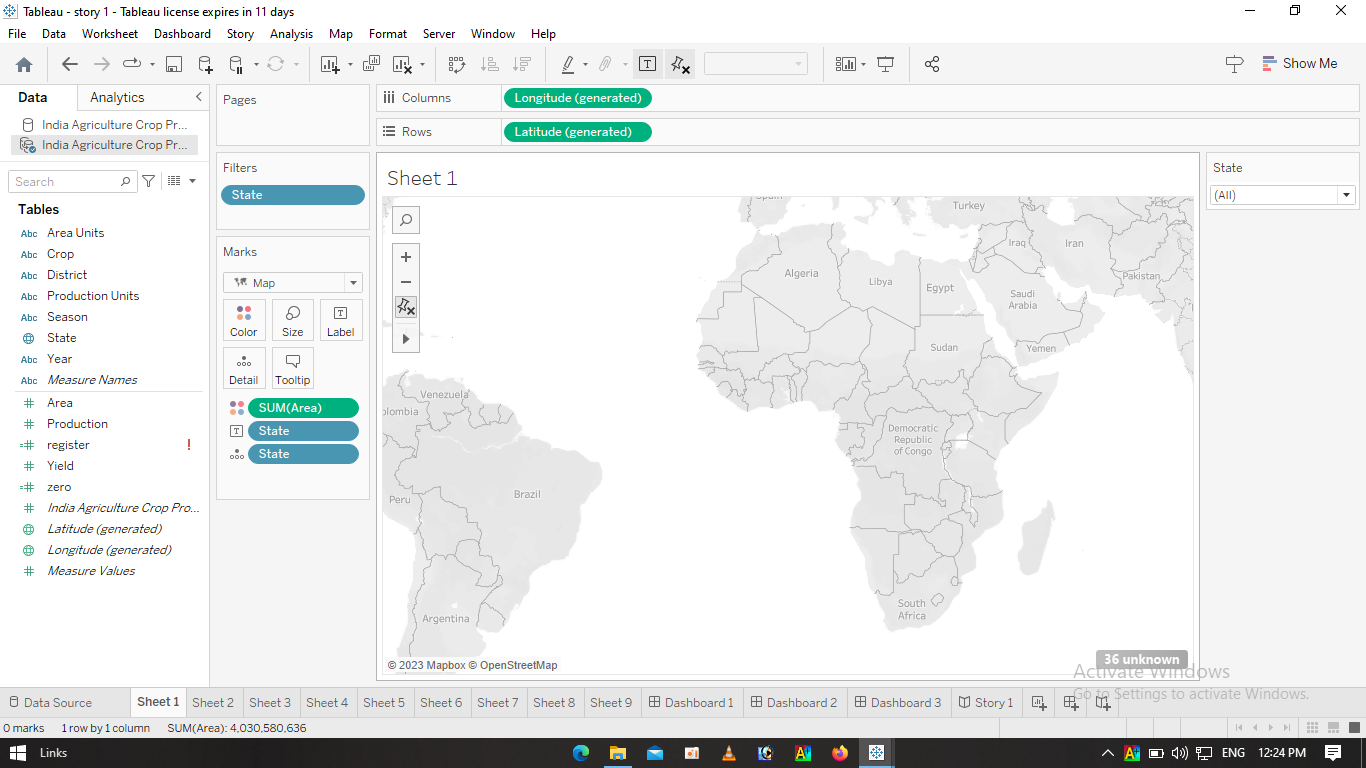 Tableau - story 1 - Tableau license expires in 11 days
File Data Worksheet Dashboard Story Analysis Map Format Server Window Help
Show Me
Data Analytics
India Agriculture Crop Pr...
India Agriculture Crop Pr...
Search
Tables
Abc Area Units
Abc Crop
Abc District
Abc Production Units
Abc Season
State
Abc Year
Abc Measure Names
# Area
# Production
=# register !
# Yield
=# zero
# India Agriculture Crop Pro...
Latitude (generated)
Longitude (generated)
# Measure Values
Pages
Filters
State
Marks
Map
Color Size Label
Detail Tooltip
SUM(Area)
State
State
Columns Longitude (generated)
Rows Latitude (generated)
Sheet 1
Spain
Turkey
Iraq Iran
Algeria Libya Egypt Pakistan
Saudi
Arabia
Sudan Yemen
Venezuela
olombia
Democratic
Republic
of Congo
Peru Brazil
South
Africa
Argentina
© 2023 Mapbox © OpenStreetMap
36 unknown
State
(All)
Activate Windows
Go to Settings to activate Windows.
Data Source Sheet 1 Sheet 2 Sheet 3 Sheet 4 Sheet 5 Sheet 6 Sheet 7 Sheet 8 Sheet 9 Dashboard 1 Dashboard 2 Dashboard 3 Story 1
0 marks 1 row by 1 column SUM(Area): 4,030,580,636
Links ENG 12:24 PM